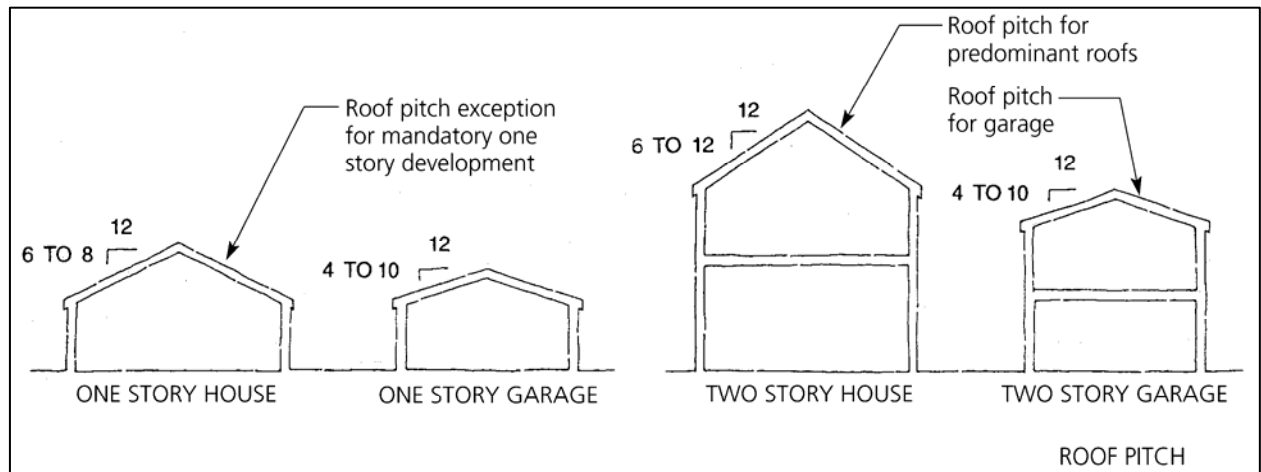 Roof pitch exception
for mandatory one
story development
12
6 TO 8
ONE STORY HOUSE
12
4 TO 10
ONE STORY GARAGE
Roof pitch for
predominant roofs
12
6 TO 12
TWO STORY HOUSE
Roof pitch
for garage
12
4 TO 10
TWO STORY GARAGE
ROOF PITCH